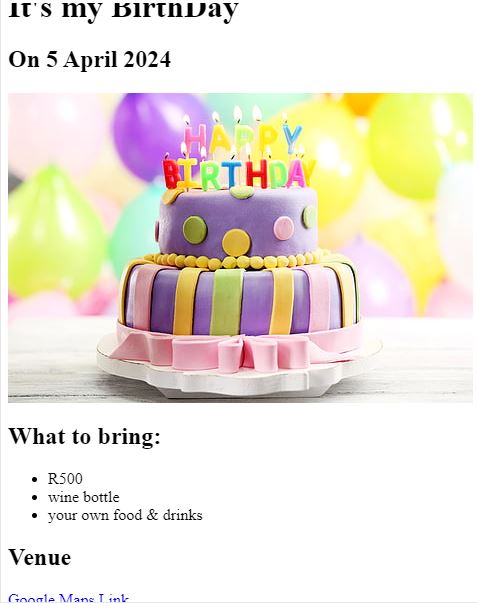 It's my BirthDay
On 5 April 2024
HAPPY
BIRTHDAY
What to bring:
R500
wine bottle
your own food & drinks
Venue
Google Maps Link